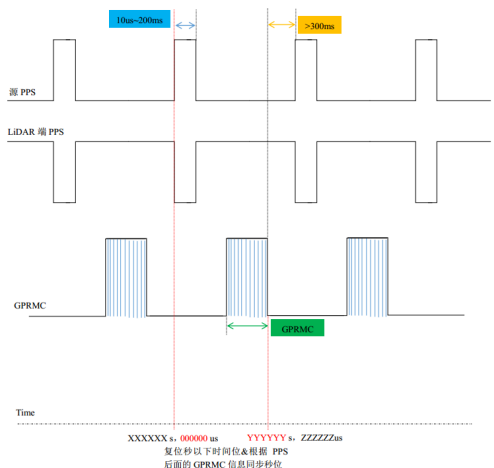 10us~200ms
>300ms
源 PPS
LiDAR 端 PPS
GPRMC
GPRMC
Time
XXXXXX s，000000 us YYYYYY s，ZZZZZZus
复位秒以下时间位&根据 PPS
后面的 GPRMC 信息同步秒位